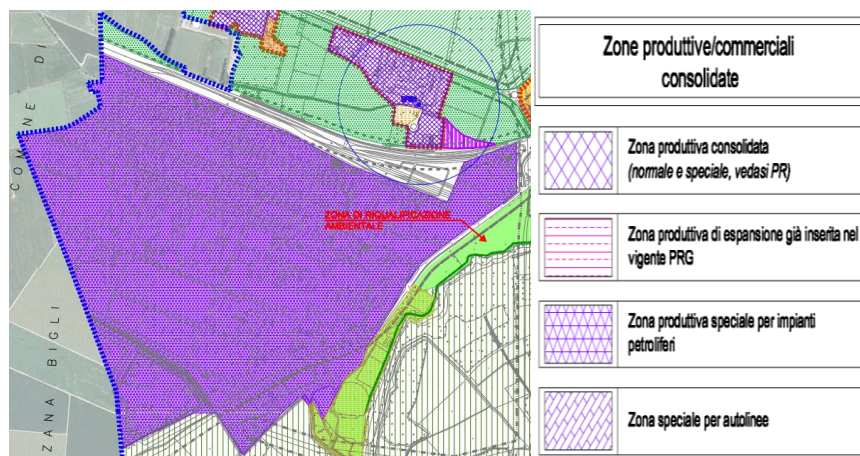 COMUNE DI
ZANA BIGLI
ZONA DI RIQUALIFICAZIONE
AMBIENTALE
Zone produttive/commerciali
consolidate
Zona produttiva consolidata
(normale e speciale, vedasi PR)
Zona produttiva di espansione già inserita nel
vigente PRG
Zona produttiva speciale per impianti
petroliferi
Zona speciale per autolinee